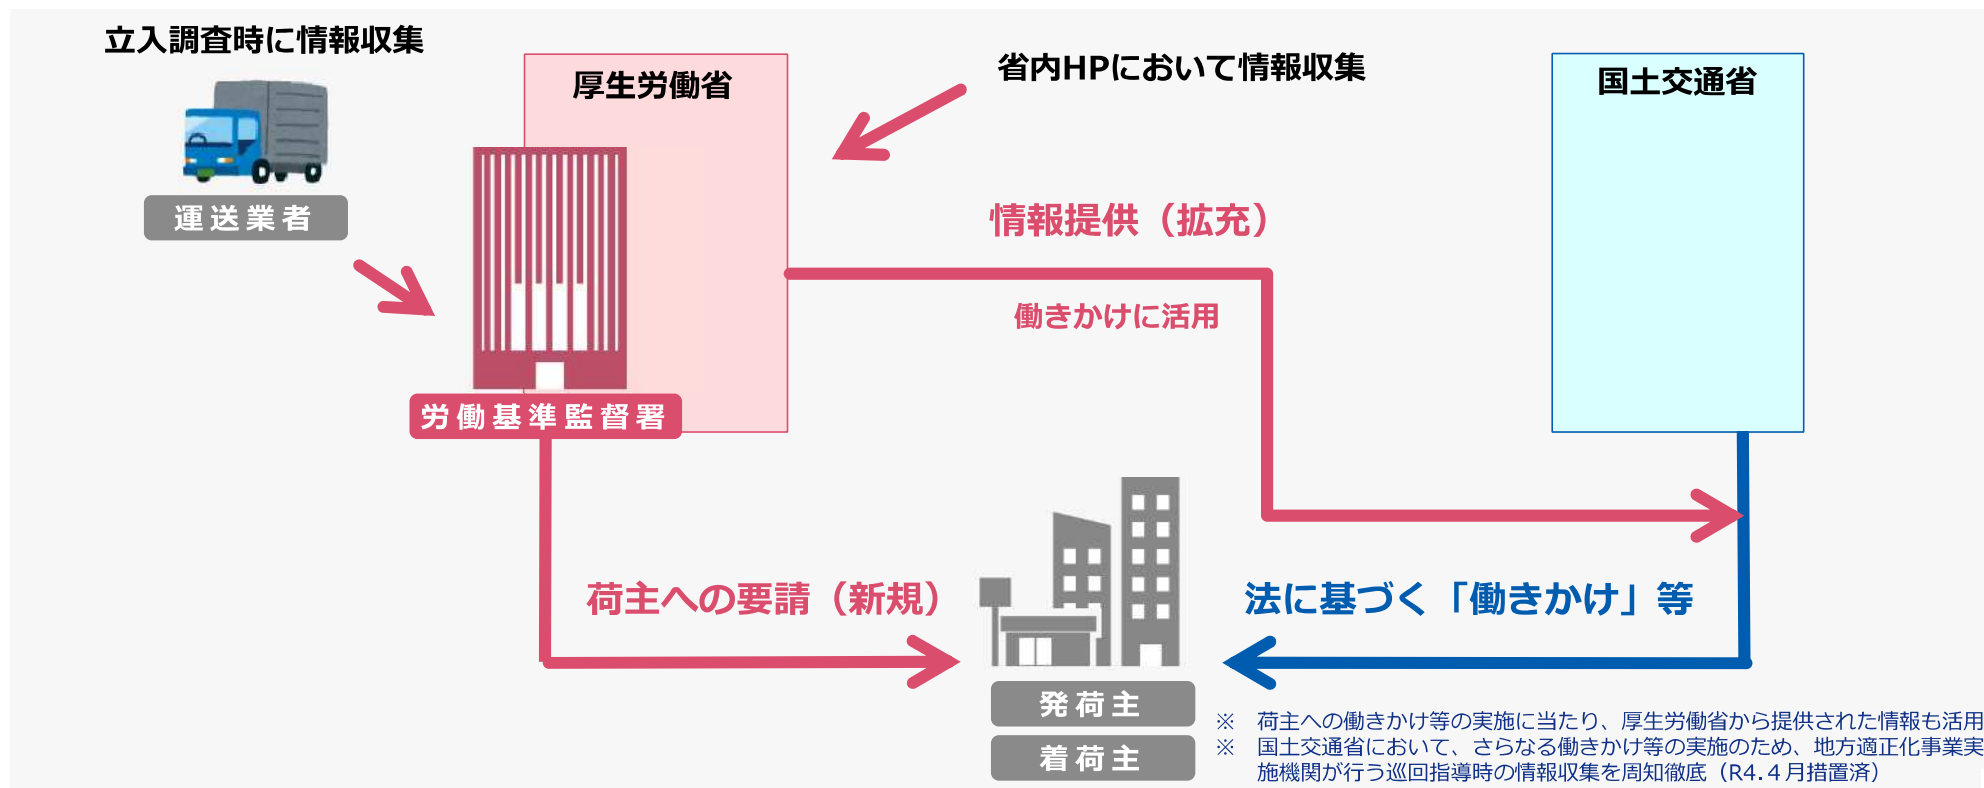 立入調査時に情報収集
運送業者
厚生労働省
労働基準監督署
省内HPにおいて情報収集
国土交通省
情報提供（拡充）
働きかけに活用
荷主への要請（新規）
法に基づく「働きかけ」等
発荷主
着荷主
※　荷主への働きかけ等の実施に当たり、厚生労働省から提供された情報も活用
※　国土交通省において、さらなる働きかけ等の実施のため、地方適正化事業実
施機関が行う巡回指導時の情報収集を周知徹底（R4.４月措置済）